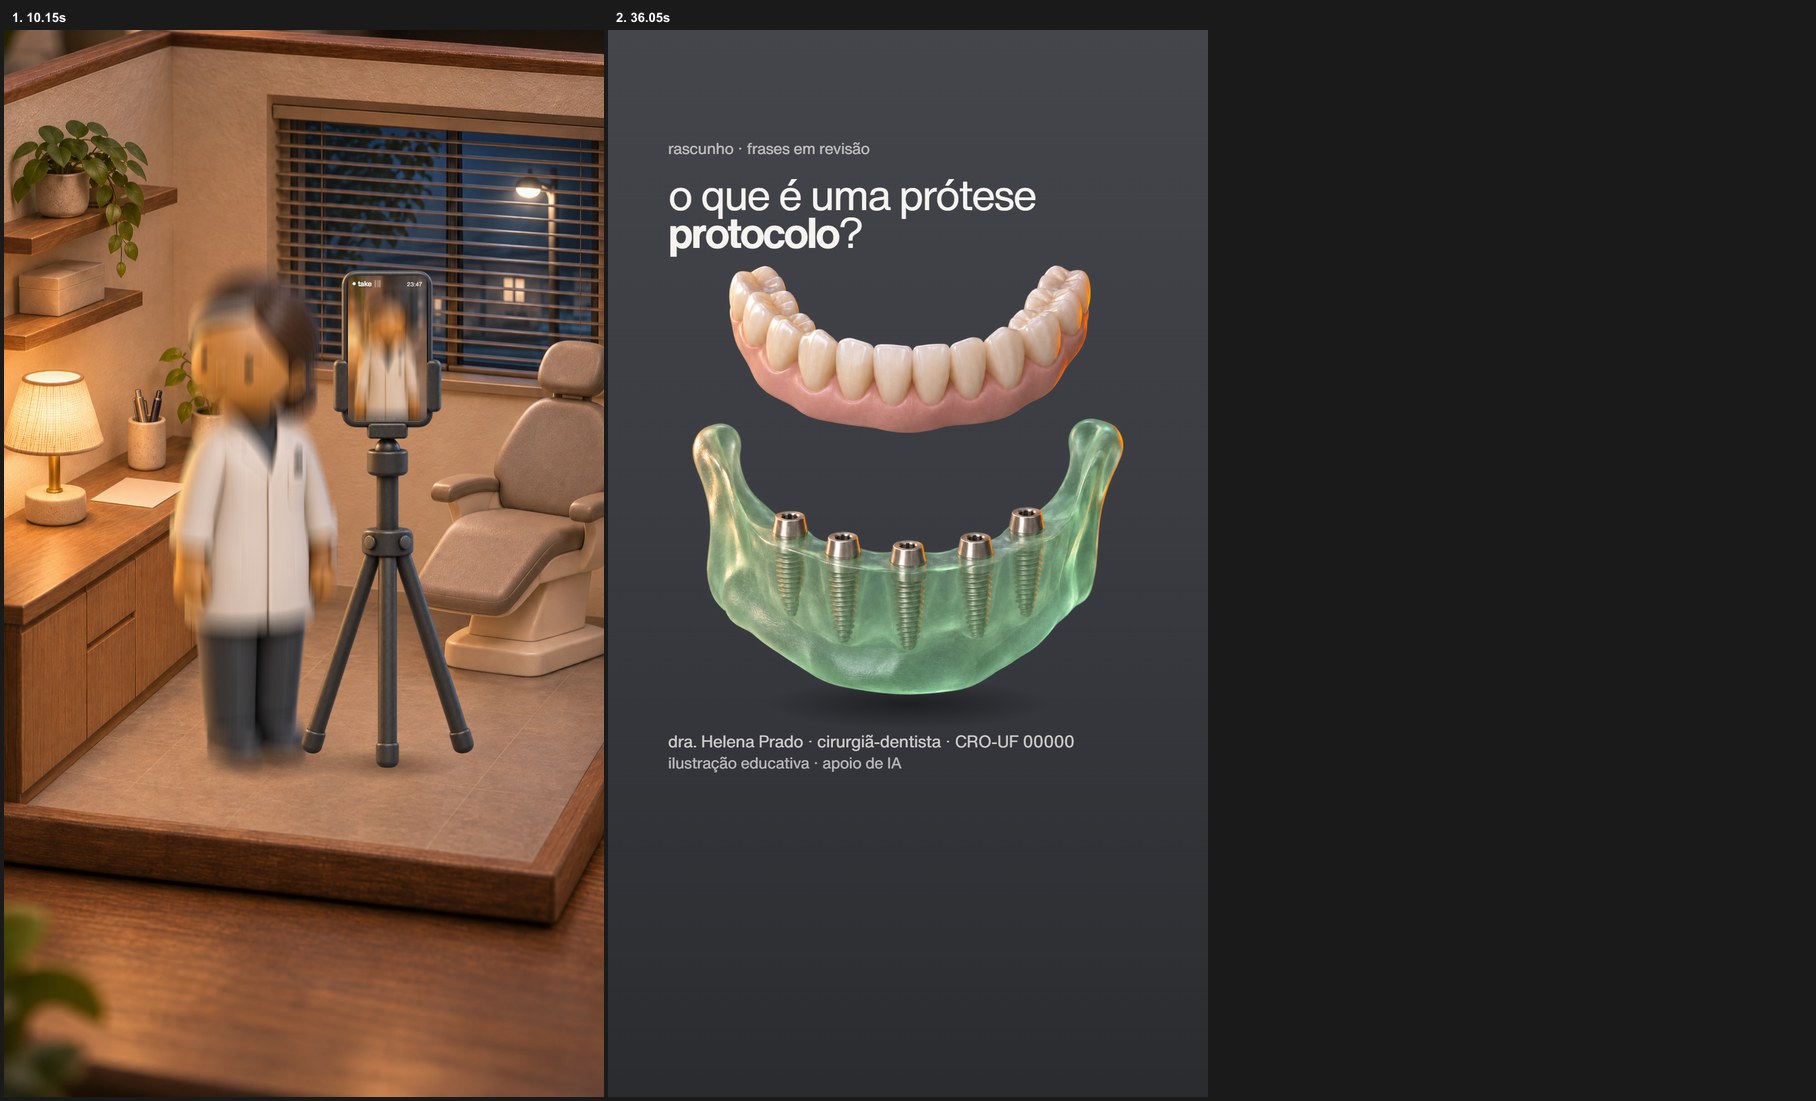 1. 10.15s
take
23:47
2. 36.05s
rascunho · frases em revisão
o que é uma prótese
protocolo?
dra. Helena Prado · cirurgiã-dentista · CRO-UF 00000
ilustração educativa · apoio de IA